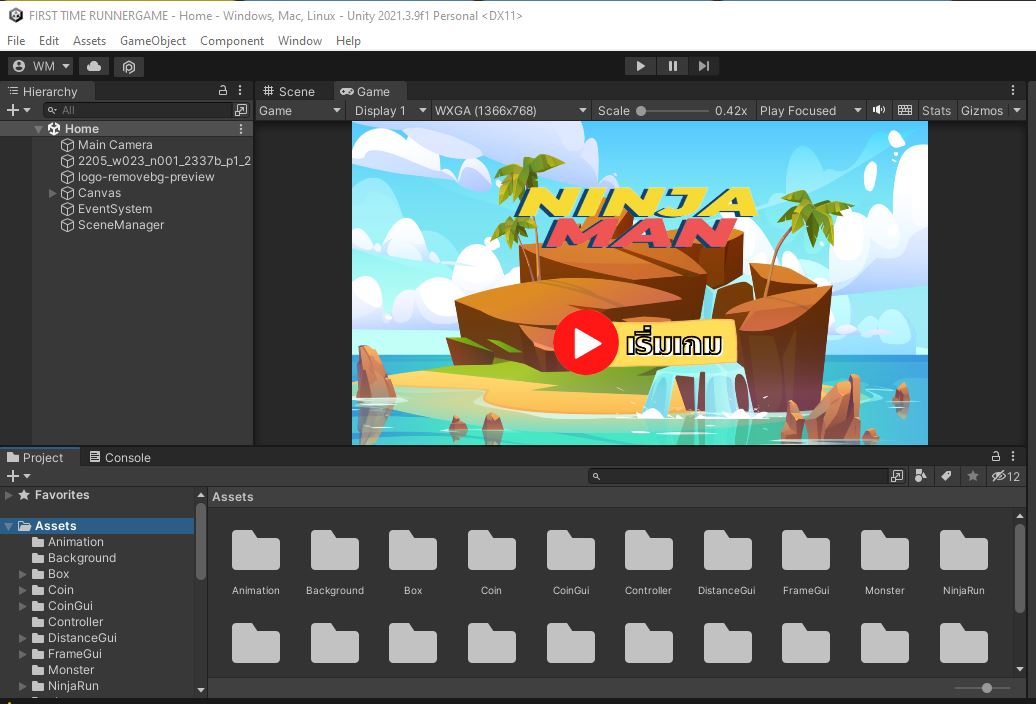 FIRST TIME RUNNERGAME - Home - Windows, Mac, Linux - Unity 2021.3.9f1 Personal <DX11>
File Edit Assets GameObject Component Window Help
WM
Hierarchy
Scene
Game
All
Game
Display 1
WXGA (1366x768)
Scale
0.42x
Play Focused
Stats
Gizmos
Home
Main Camera
2205_w023_n001_2337b_p1_2
logo-removebg-preview
Canvas
EventSystem
SceneManager
NINJA
MAN
เริ่มเกม
Project
Console
12
Favorites
Assets
Animation
Background
Box
Coin
CoinGui
Controller
DistanceGui
FrameGui
Monster
NinjaRun
Assets
Animation
Background
Box
Coin
CoinGui
Controller
DistanceGui
FrameGui
Monster
NinjaRun